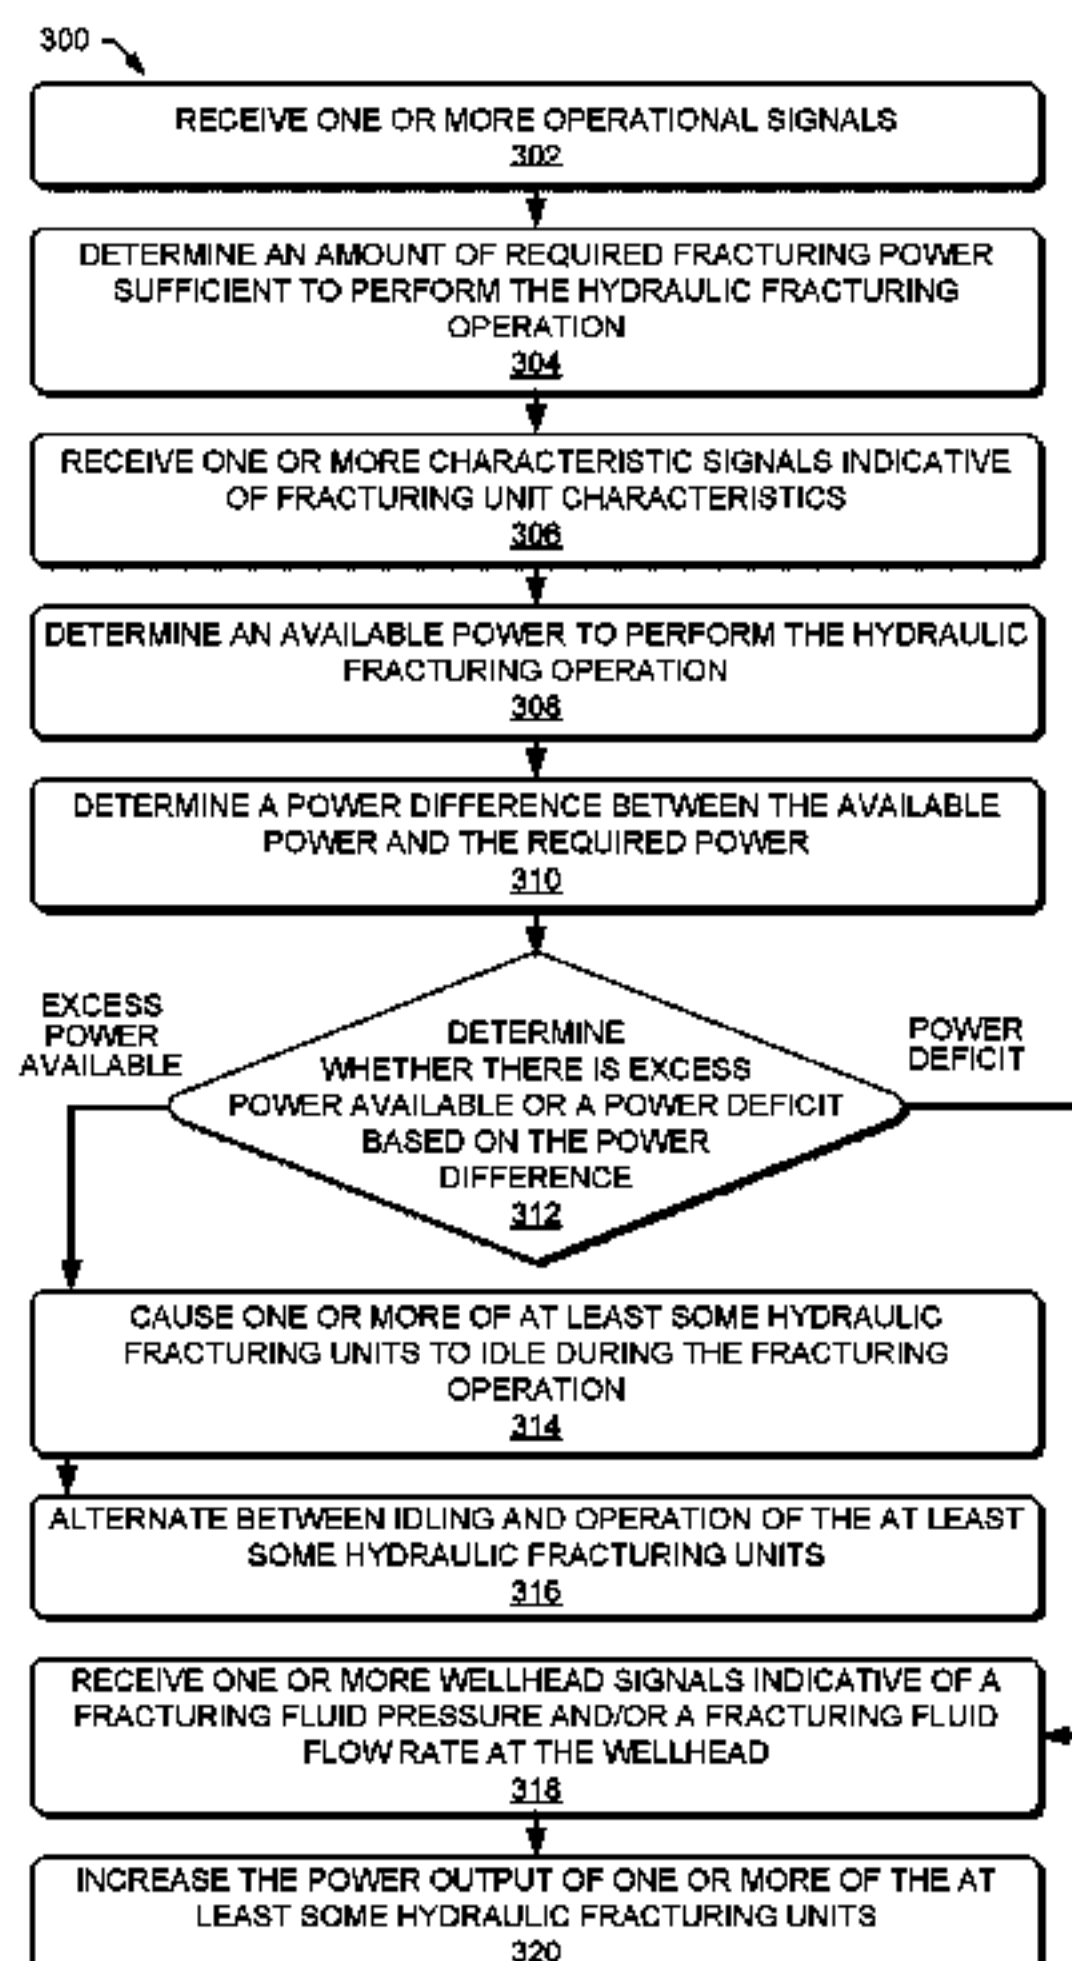 300
RECEIVE ONE OR MORE OPERATIONAL SIGNALS
302
DETERMINE AN AMOUNT OF REQUIRED FRACTURING POWER
SUFFICIENT TO PERFORM THE HYDRAULIC FRACTURING
OPERATION
304
RECEIVE ONE OR MORE CHARACTERISTIC SIGNALS INDICATIVE
OF FRACTURING UNIT CHARACTERISTICS
306
DETERMINE AN AVAILABLE POWER TO PERFORM THE HYDRAULIC
FRACTURING OPERATION
308
DETERMINE A POWER DIFFERENCE BETWEEN THE AVAILABLE
POWER AND THE REQUIRED POWER
310
EXCESS
POWER
AVAILABLE
DETERMINE
WHETHER THERE IS EXCESS
POWER AVAILABLE OR A POWER DEFICIT
BASED ON THE POWER
DIFFERENCE
312
POWER
DEFICIT
CAUSE ONE OR MORE OF AT LEAST SOME HYDRAULIC
FRACTURING UNITS TO IDLE DURING THE FRACTURING
OPERATION
314
ALTERNATE BETWEEN IDLING AND OPERATION OF THE AT LEAST
SOME HYDRAULIC FRACTURING UNITS
316
RECEIVE ONE OR MORE WELLHEAD SIGNALS INDICATIVE OF A
FRACTURING FLUID PRESSURE AND/OR A FRACTURING FLUID
FLOW RATE AT THE WELLHEAD
318
INCREASE THE POWER OUTPUT OF ONE OR MORE OF THE AT
LEAST SOME HYDRAULIC FRACTURING UNITS
320